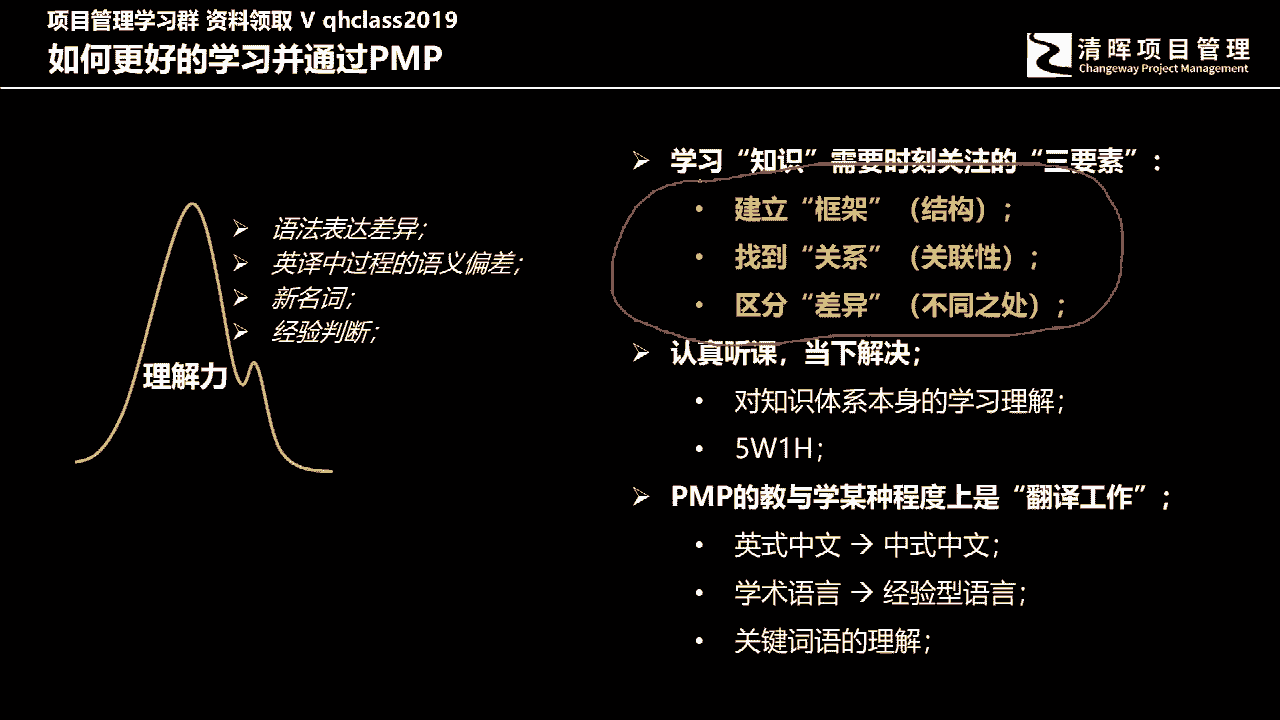 项目管理学习群 资料领取 V qhclass2019
如何更好的学习并通过PMP
清晖项目管理
Changeway Project Management
➢ 语法表达差异；
➢ 英译中过程的语义偏差；
➢ 新名词；
➢ 经验判断；
理解力
➢ 学习“知识”需要时刻关注的“三要素”：
• 建立“框架”（结构）；
• 找到“关系”（关联性）；
• 区分“差异”（不同之处）；
➢ 认真听课，当下解决；
• 对知识体系本身的学习理解；
• 5W1H；
➢ PMP的教与学某种程度上是“翻译工作”；
• 英式中文 → 中式中文；
• 学术语言 → 经验型语言；
• 关键词语的理解；